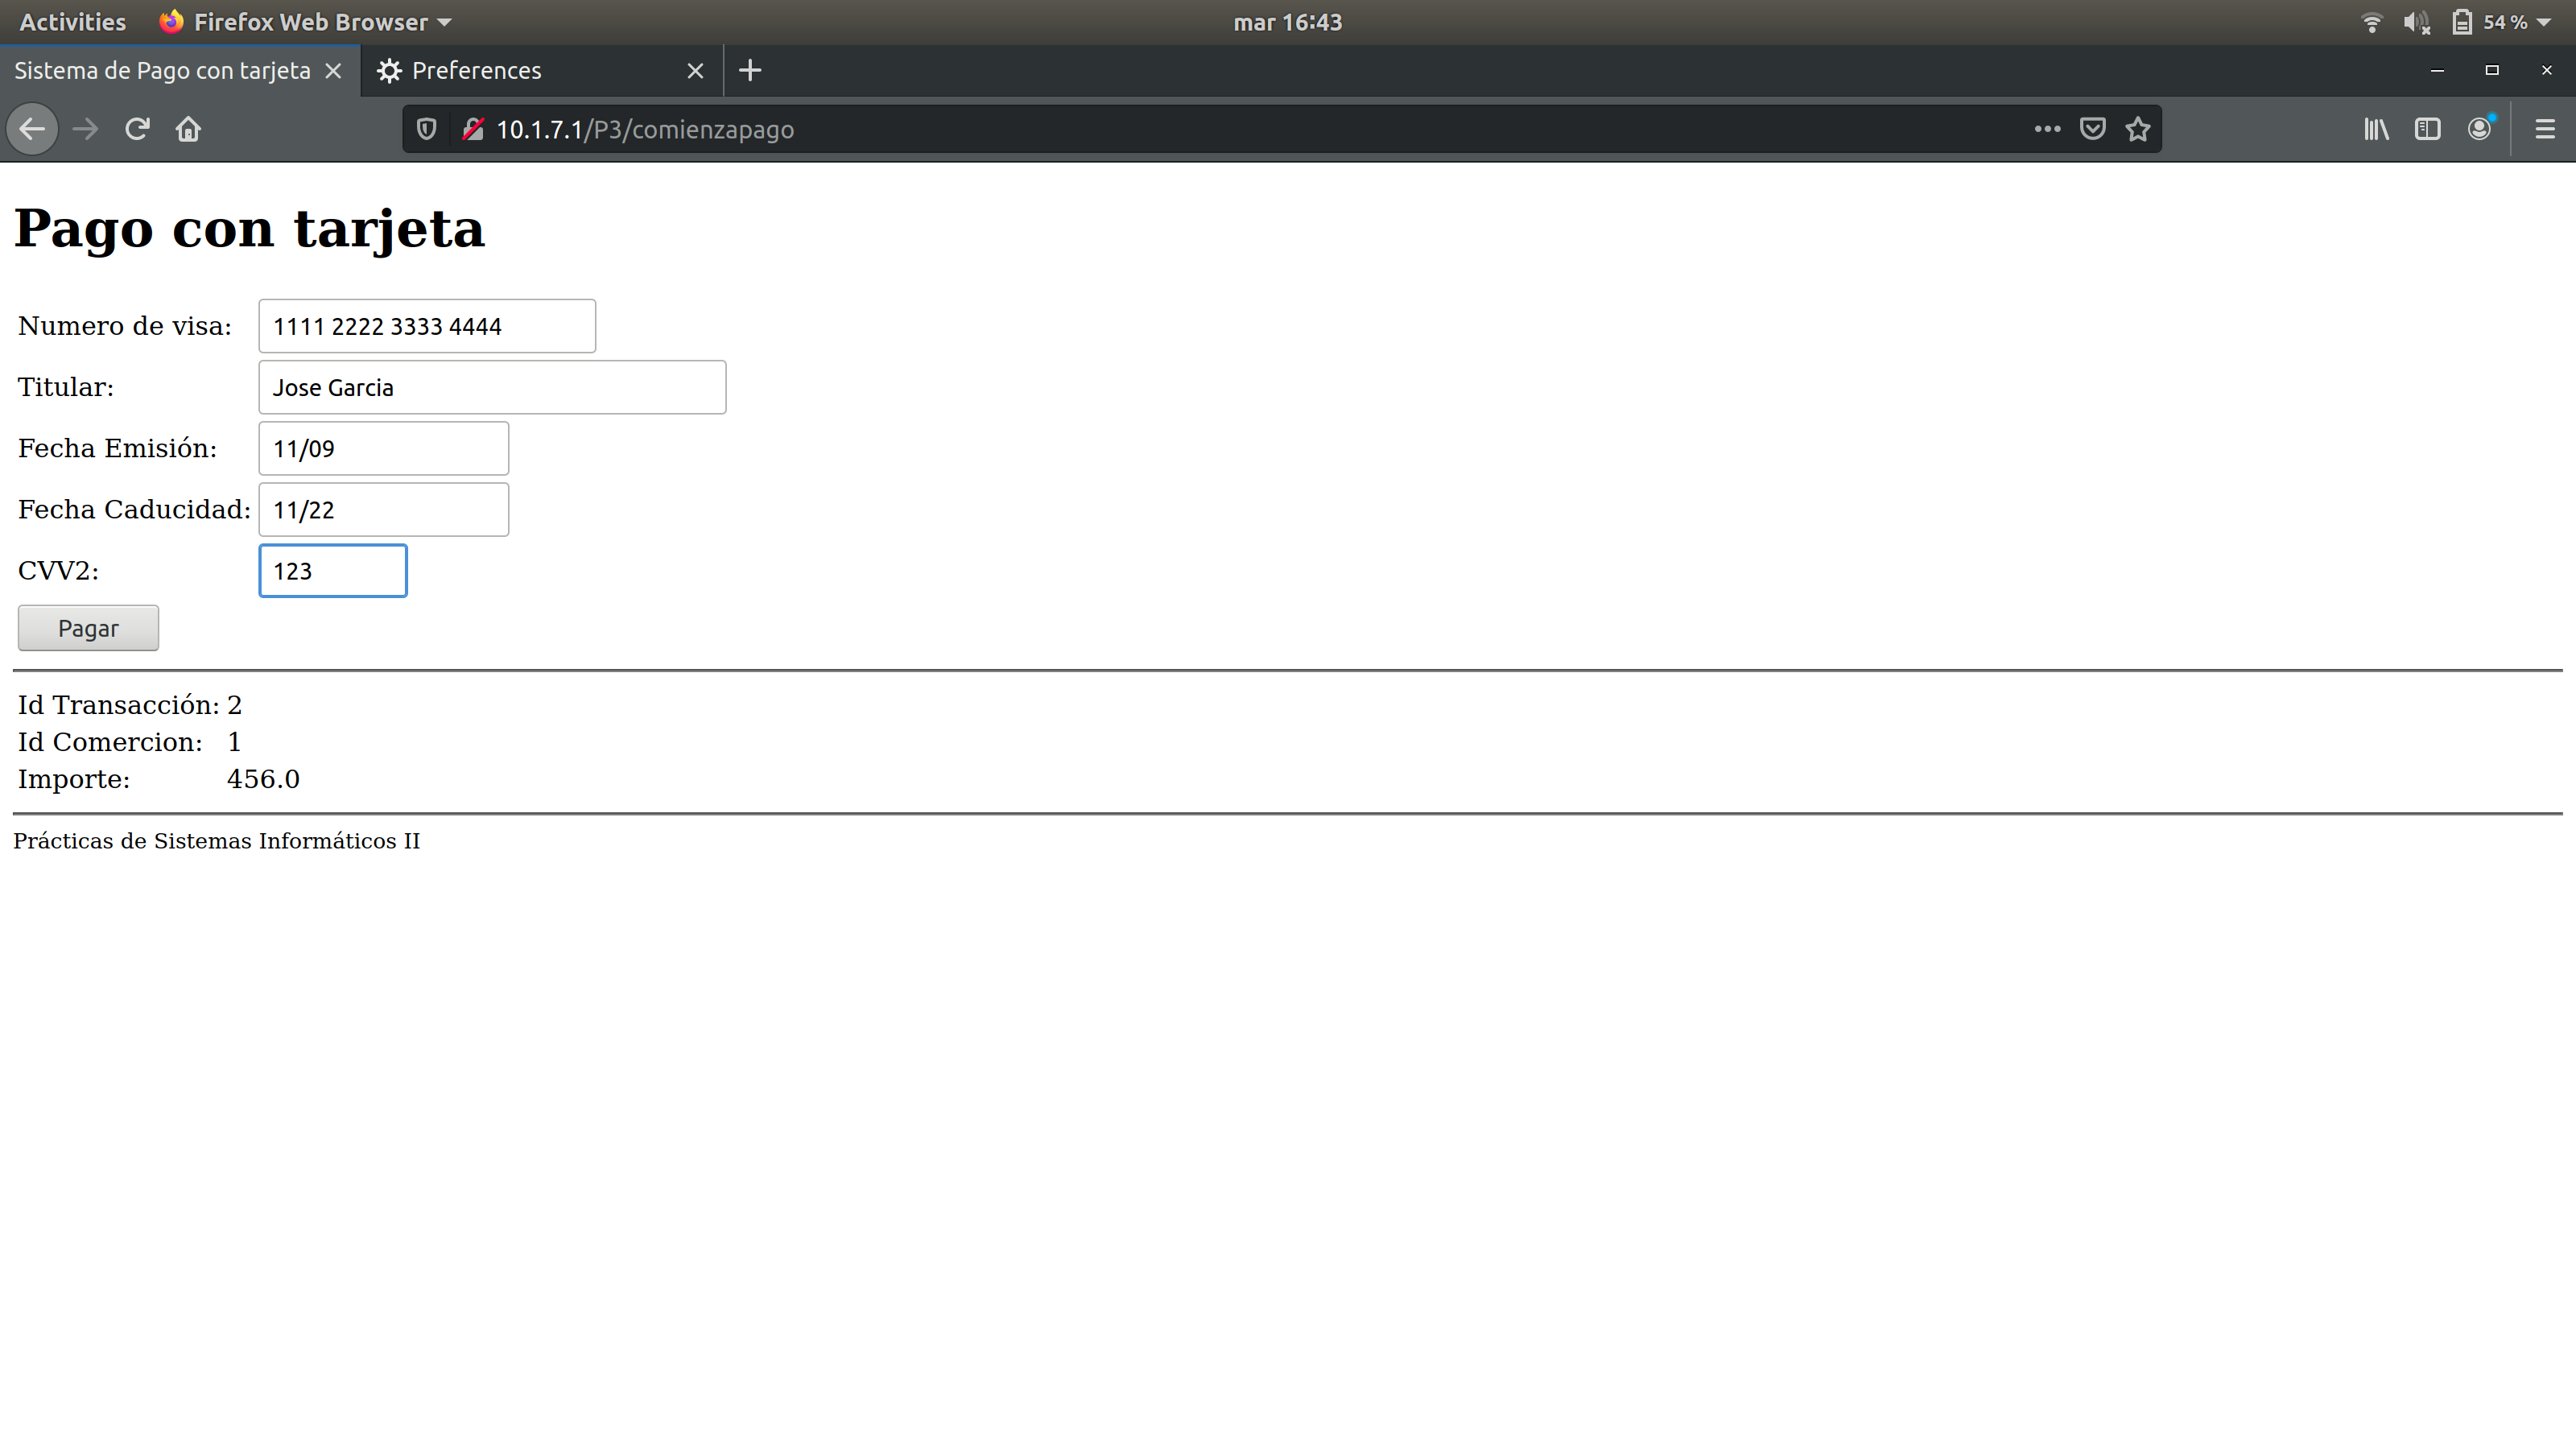 Activities Firefox Web Browser mar 16:43 54 %
Sistema de Pago con tarjeta Preferences
10.1.7.1/P3/comienzapago
Pago con tarjeta
Numero de visa: 1111 2222 3333 4444
Titular: Jose Garcia
Fecha Emisión: 11/09
Fecha Caducidad: 11/22
CVV2: 123
Pagar
Id Transacción: 2
Id Comercion: 1
Importe: 456.0
Prácticas de Sistemas Informáticos II